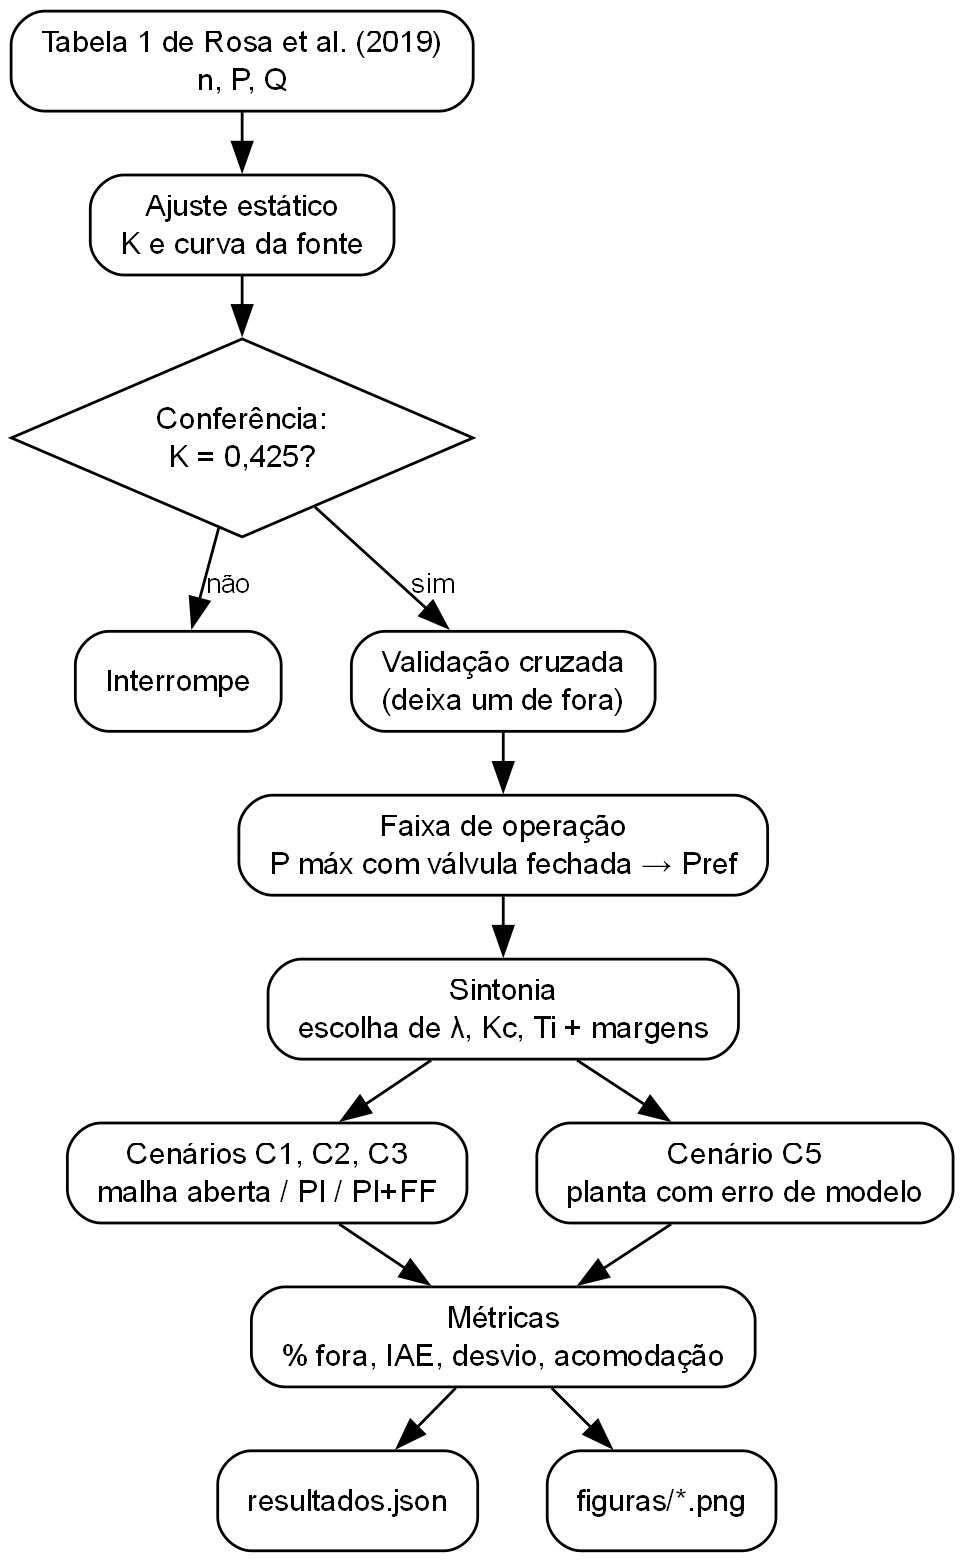 Tabela 1 de Rosa et al. (2019)
n, P, Q
Ajuste estático
K e curva da fonte
Conferência:
K = 0,425?
não
sim
Interrompe
Validação cruzada
(deixa um de fora)
Faixa de operação
P máx com válvula fechada → Pref
Sintonia
escolha de λ, Kc, Ti + margens
Cenários C1, C2, C3
malha aberta / PI / PI+FF
Cenário C5
planta com erro de modelo
Métricas
% fora, IAE, desvio, acomodação
resultados.json
figuras/*.png